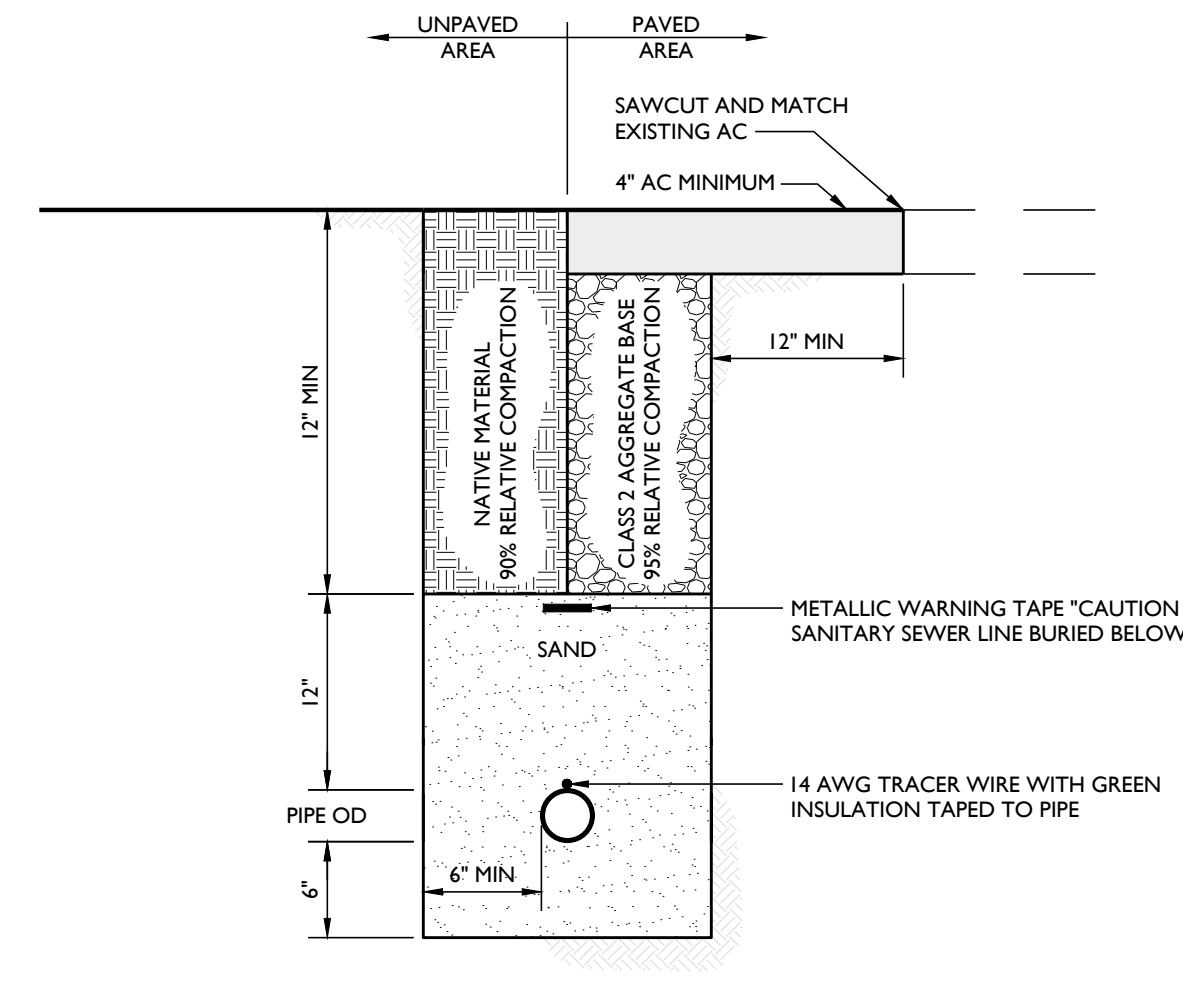 UNPAVED
AREA
PAVED
AREA
SAWCUT AND MATCH
EXISTING AC
4" AC MINIMUM
12" MIN
NATIVE MATERIAL
90% RELATIVE COMPACTION
CLASS 2 AGGREGATE BASE
95% RELATIVE COMPACTION
12" MIN
METALLIC WARNING TAPE "CAUTION
SANITARY SEWER LINE BURIED BELOW
SAND
12"
14 AWG TRACER WIRE WITH GREEN
INSULATION TAPED TO PIPE
PIPE OD
6" MIN
6"